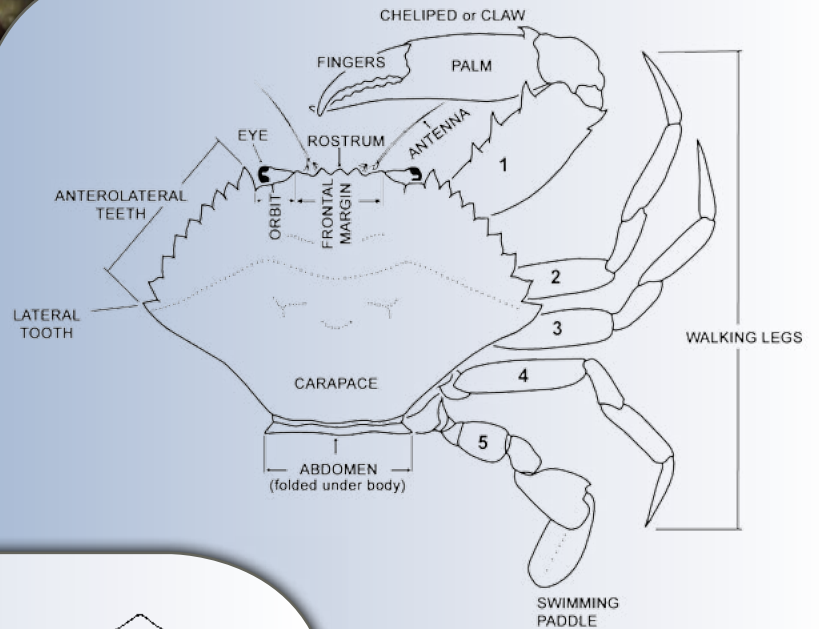 CHELIPED or CLAW
FINGERS
PALM
EYE
ROSTRUM
ANTENNA
1
ANTEROLATERAL
TEETH
ORBIT
FRONTAL
MARGIN
2
LATERAL
TOOTH
3
WALKING LEGS
4
CARAPACE
5
ABDOMEN
(folded under body)
SWIMMING
PADDLE